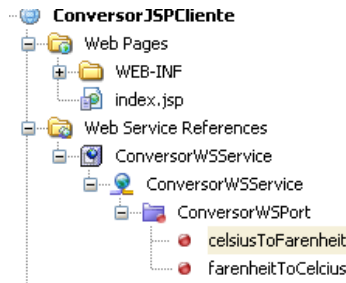 ConversorJSPCliente
Web Pages
WEB-INF
index.jsp
Web Service References
ConversorWSService
ConversorWSService
ConversorWSPort
celsiusToFarenheit
farenheitToCelcius